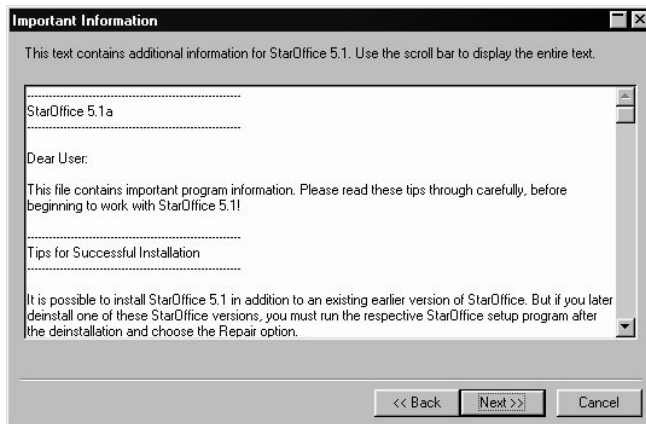 Important Information
This text contains additional information for StarOffice 5.1. Use the scroll bar to display the entire text.
------------------------------------------------------
StarOffice 5.1a
------------------------------------------------------
Dear User:
This file contains important program information. Please read these tips through carefully, before
beginning to work with StarOffice 5.1!
------------------------------------------------------
Tips for Successful Installation
------------------------------------------------------
It is possible to install StarOffice 5.1 in addition to an existing earlier version of StarOffice. But if you later
deinstall one of these StarOffice versions, you must run the respective StarOffice setup program after
the deinstallation and choose the Repair option.
<< Back
Next >>
Cancel